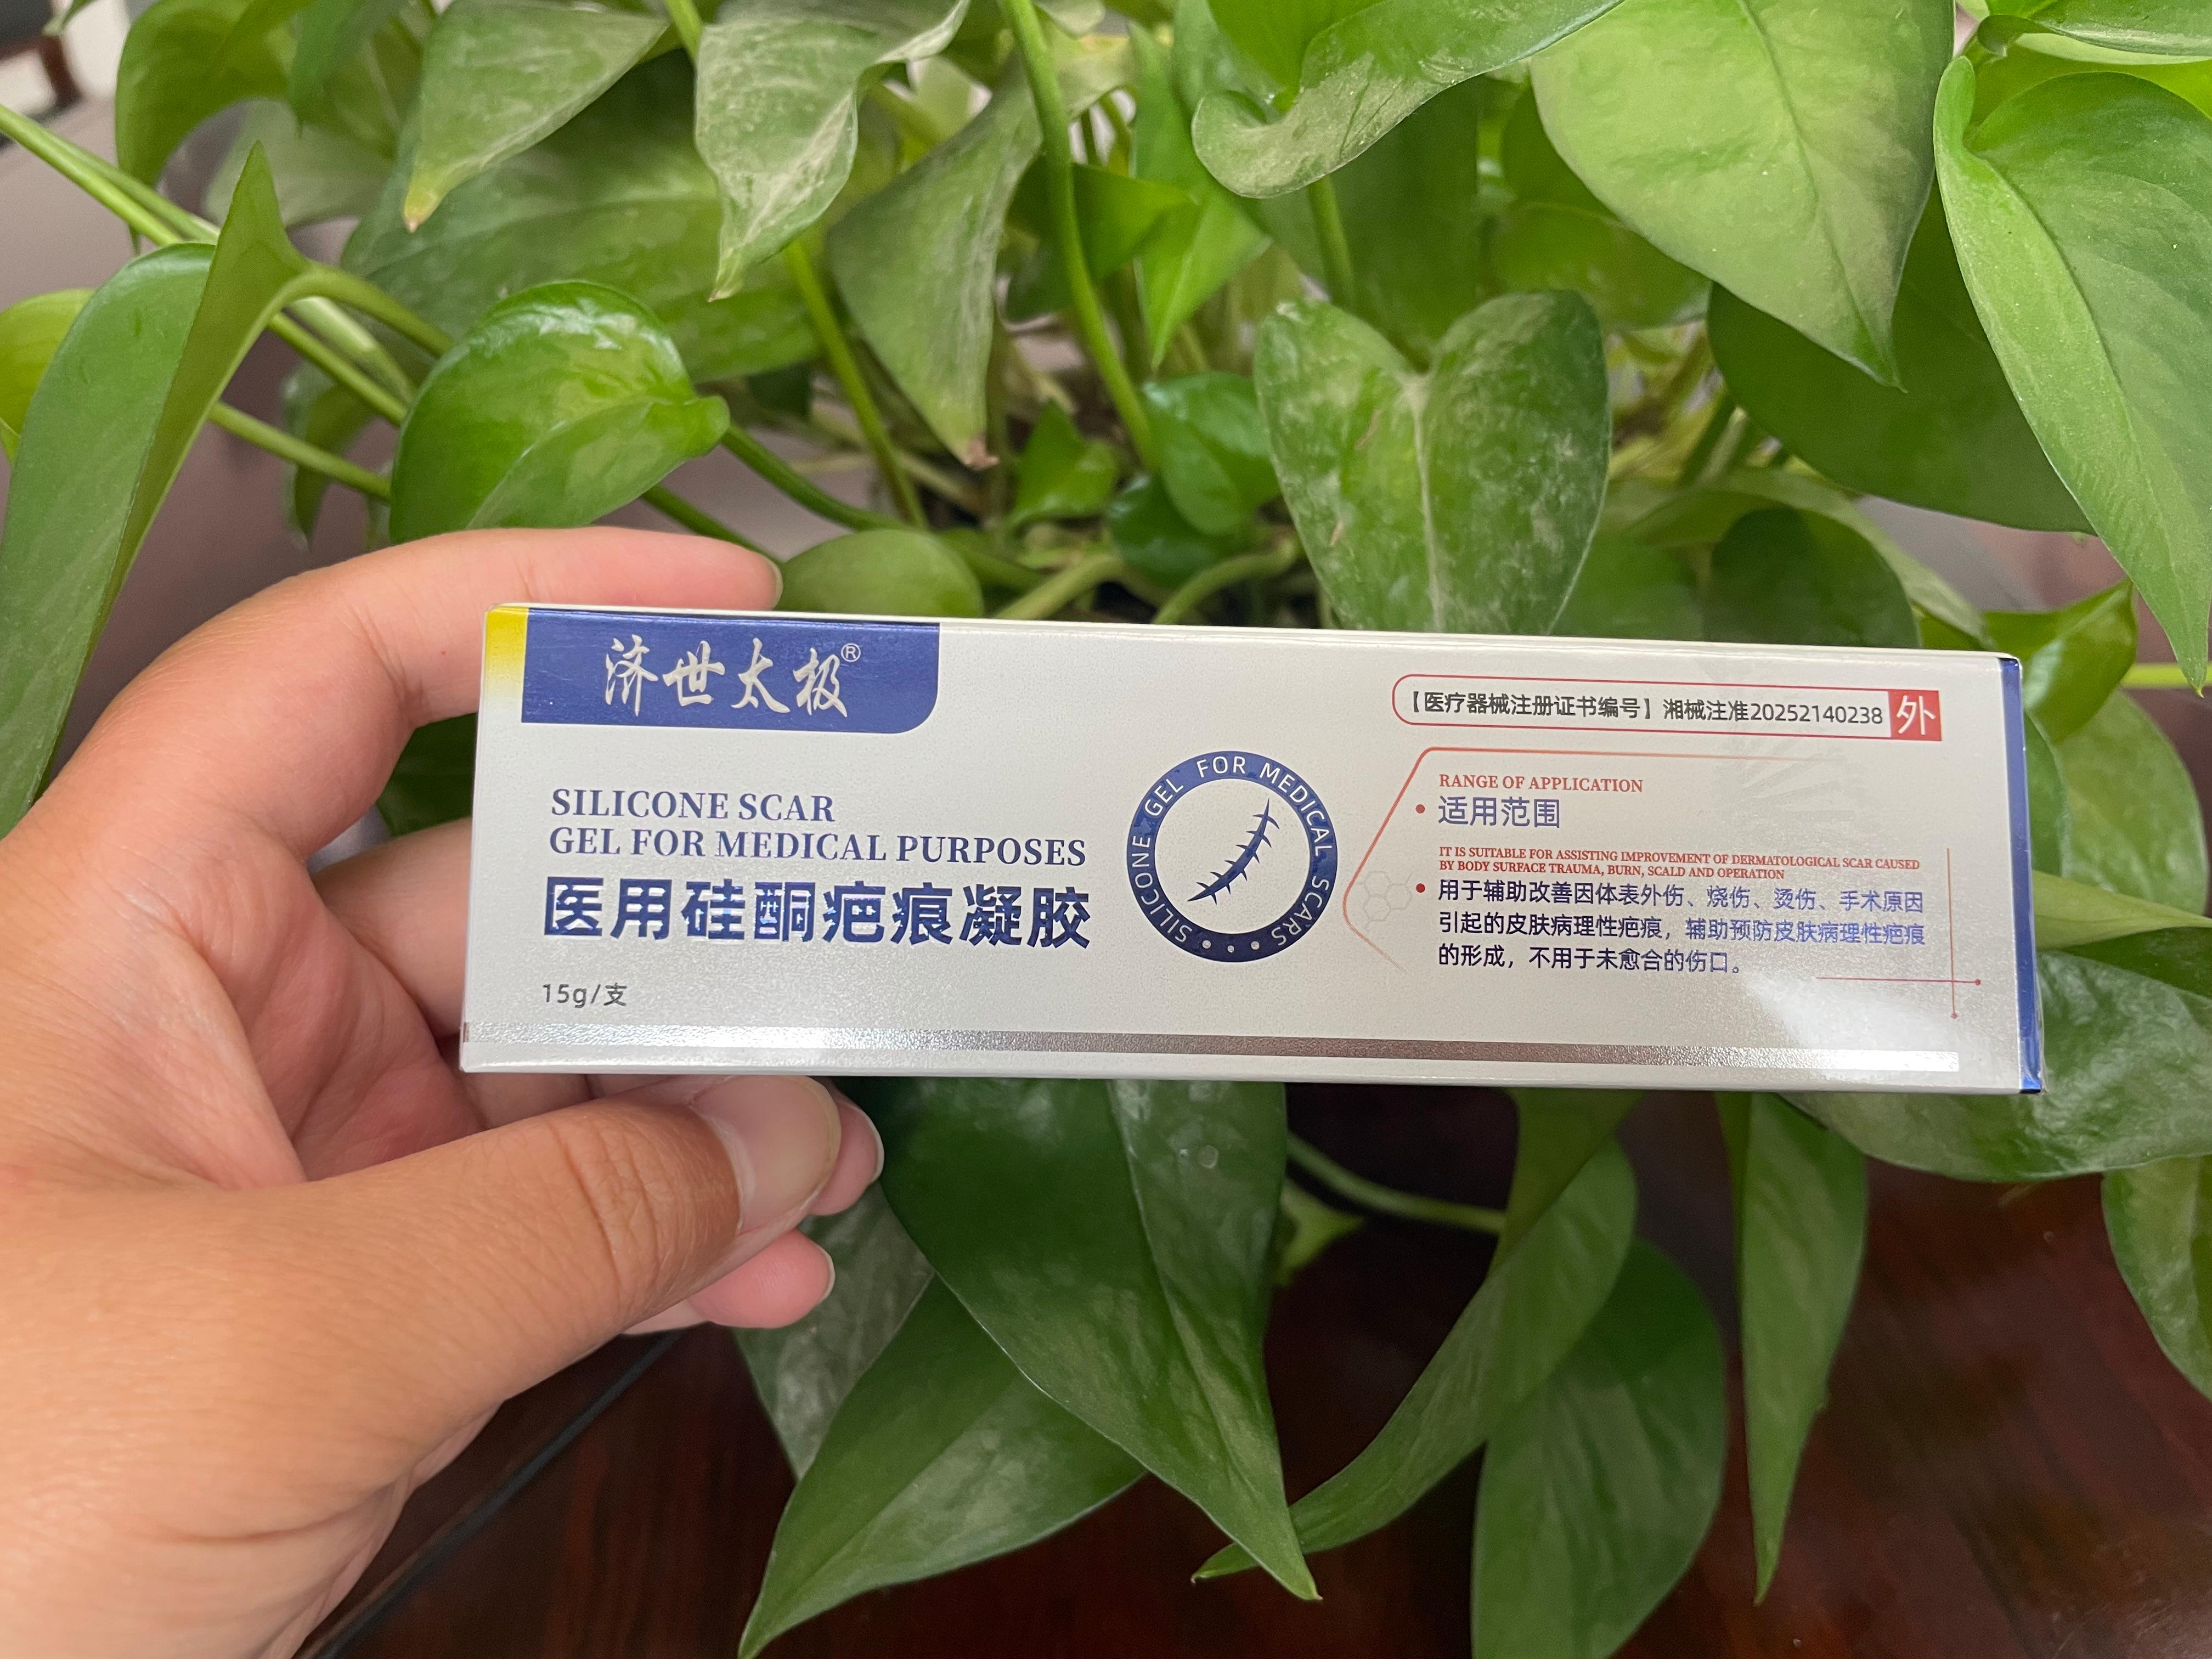 济世太极®
SILICONE SCAR
GEL FOR MEDICAL PURPOSES
医用硅酮疤痕凝胶
15g/支
SILICONE GEL FOR MEDICAL SCARS
【医疗器械注册证书编号】湘械注准20252140238 外
RANGE OF APPLICATION
• 适用范围
IT IS SUITABLE FOR ASSISTING IMPROVEMENT OF DERMATOLOGICAL SCAR CAUSED
BY BODY SURFACE TRAUMA, BURN, SCALD AND OPERATION
• 用于辅助改善因体表外伤、烧伤、烫伤、手术原因
引起的皮肤病理性疤痕，辅助预防皮肤病理性疤痕
的形成，不用于未愈合的伤口。